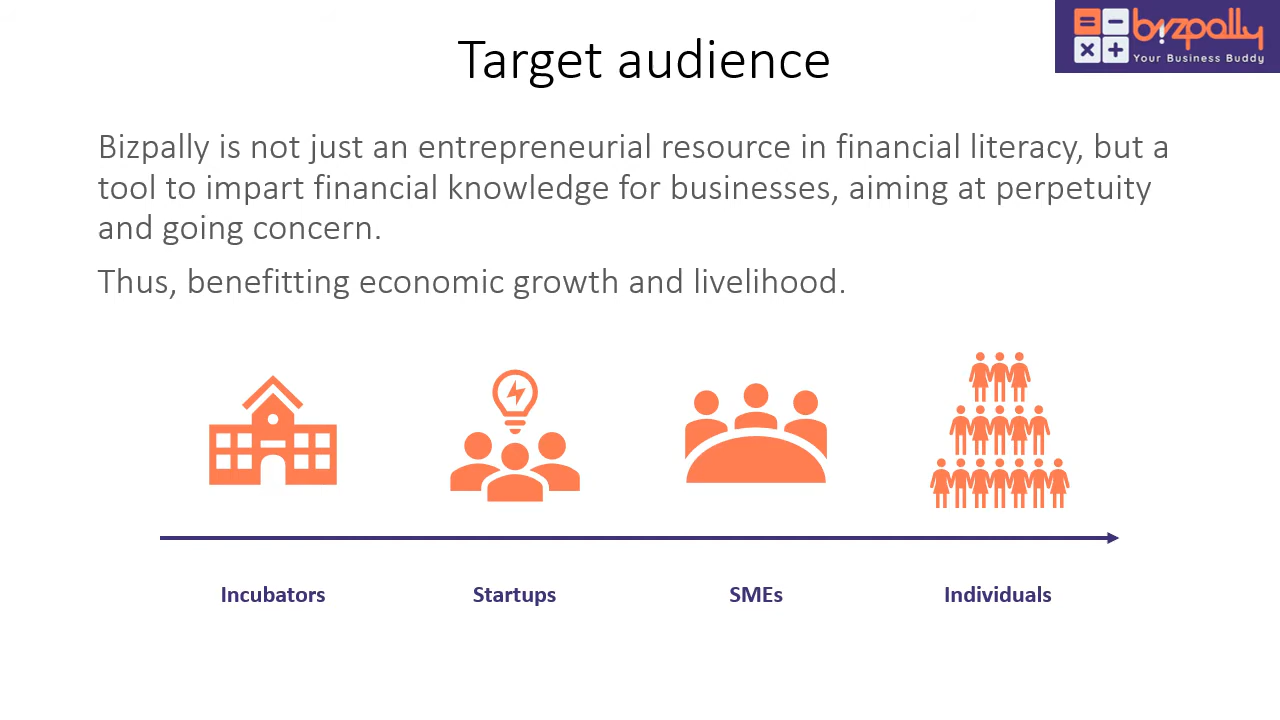 Target audience
bizpally
Your Business Buddy
Bizpally is not just an entrepreneurial resource in financial literacy, but a
tool to impart financial knowledge for businesses, aiming at perpetuity
and going concern.
Thus, benefitting economic growth and livelihood.
Incubators
Startups
SMEs
Individuals